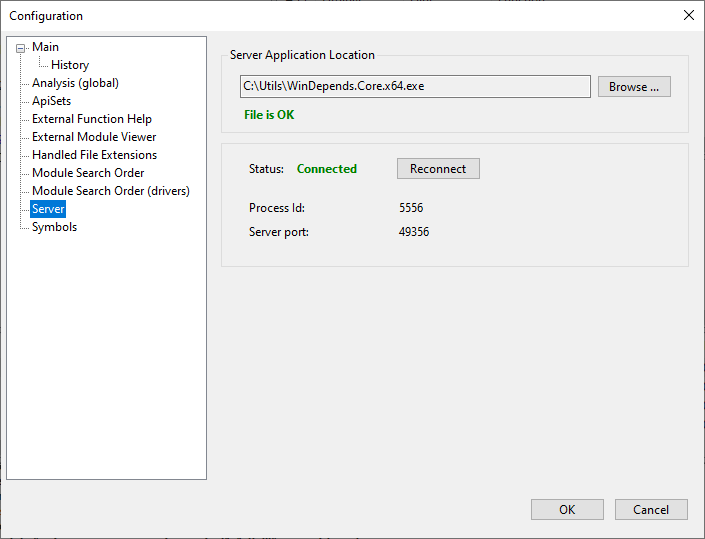 Configuration
Main
History
Analysis (global)
ApiSets
External Function Help
External Module Viewer
Handled File Extensions
Module Search Order
Module Search Order (drivers)
Server
Symbols
Server Application Location
C:\Utils\WinDepends.Core.x64.exe
Browse ...
File is OK
Status: Connected
Reconnect
Process Id: 5556
Server port: 49356
OK
Cancel